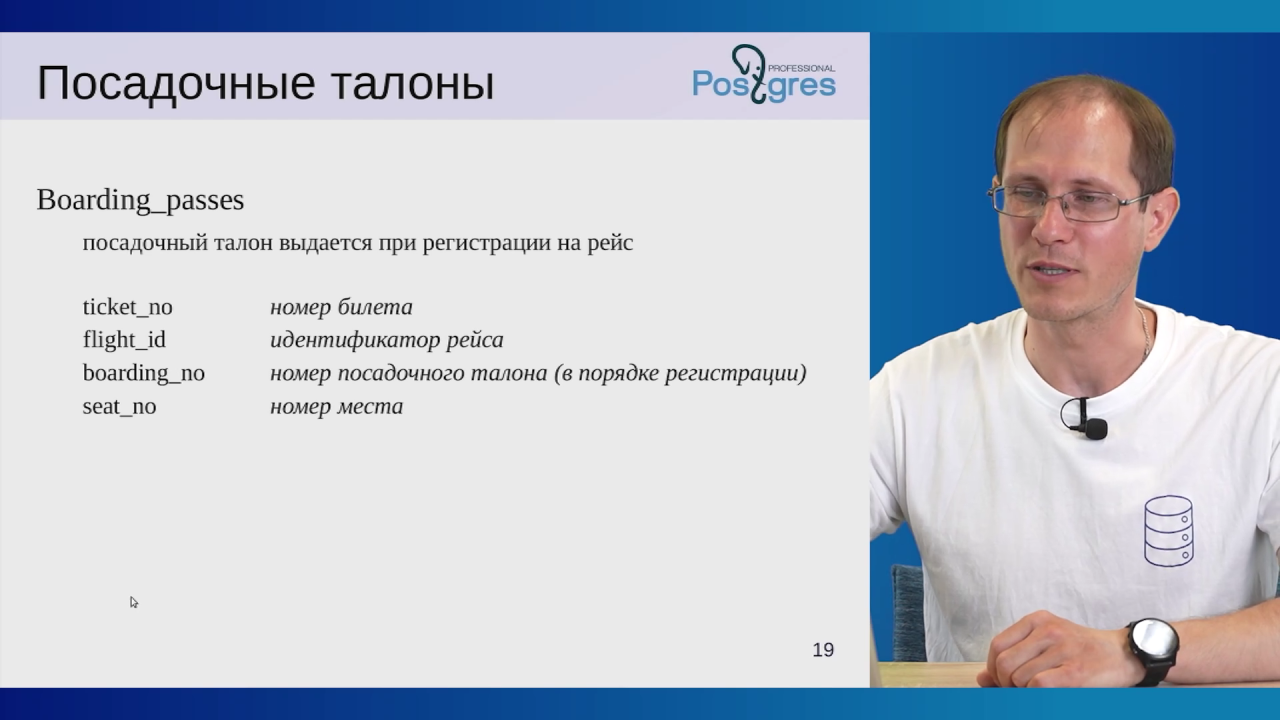 Посадочные талоны
PROFESSIONAL
Postgres
Boarding_passes
посадочный талон выдается при регистрации на рейс
ticket_no номер билета
flight_id идентификатор рейса
boarding_no номер посадочного талона (в порядке регистрации)
seat_no номер места
19